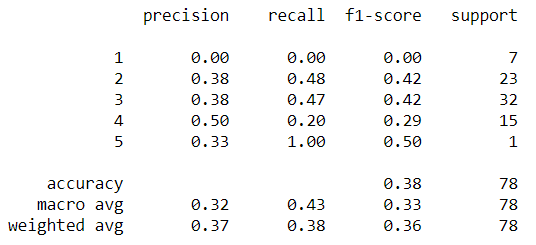 precision recall f1-score support
1 0.00 0.00 0.00 7
2 0.38 0.48 0.42 23
3 0.38 0.47 0.42 32
4 0.50 0.20 0.29 15
5 0.33 1.00 0.50 1
accuracy 0.38 78
macro avg 0.32 0.43 0.33 78
weighted avg 0.37 0.38 0.36 78